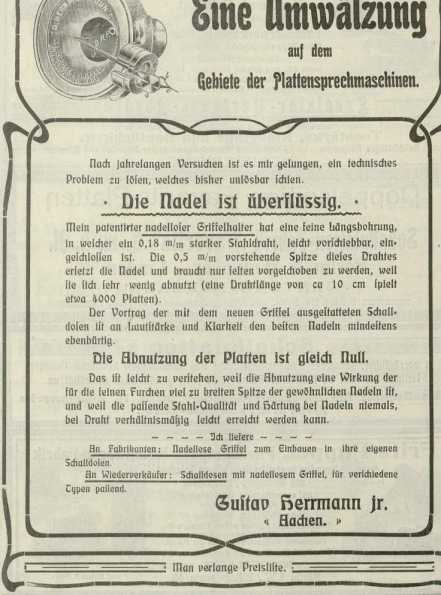 Eine Umwälzung
auf dem
Gebiete der Plattensprechmaschinen.
Nach jahrelangen Versuchen ist es mir gelungen, ein technisches
Problem zu lösen, welches bisher unlösbar schien.
· Die Nadel ist überflüssig. ·
Mein patentierter nadelloser Griffelhalter hat eine feine Längsbohrung,
in welcher ein 0,18 m/m starker Stahldraht, leicht vorschiebbar, ein-
geschlossen ist. Die 0,5 m/m vorstehende Spitze dieses Drahtes
ersetzt die Nadel und braucht nur selten vorgeschoben zu werden, weil
sie sich sehr wenig abnutzt (eine Drahtlänge von ca 10 cm spielt
etwa 4000 Platten).
Der Vortrag der mit dem neuen Griffel ausgestatteten Schall-
dosen ist an Lautstärke und Klarheit den besten Nadeln mindestens
ebenbürtig.
Die Abnutzung der Platten ist gleich Null.
Das ist leicht zu verstehen, weil die Abnutzung eine Wirkung der
für die feinen Furchen viel zu breiten Spitze der gewöhnlichen Nadeln ist,
und weil die passende Stahl-Qualität und Härtung bei Nadeln niemals,
bei Draht verhältnismäßig leicht erreicht werden kann.
– – – – Ich liefere – – – –
An Fabrikanten: Nadellose Griffel zum Einbauen in ihre eigenen
Schalldosen.
An Wiederverkäufer: Schalldosen mit nadellosem Griffel, für verschiedene
Typen passend.
Gustav Herrmann jr.
« Aachen. »
Man verlange Preisliste.